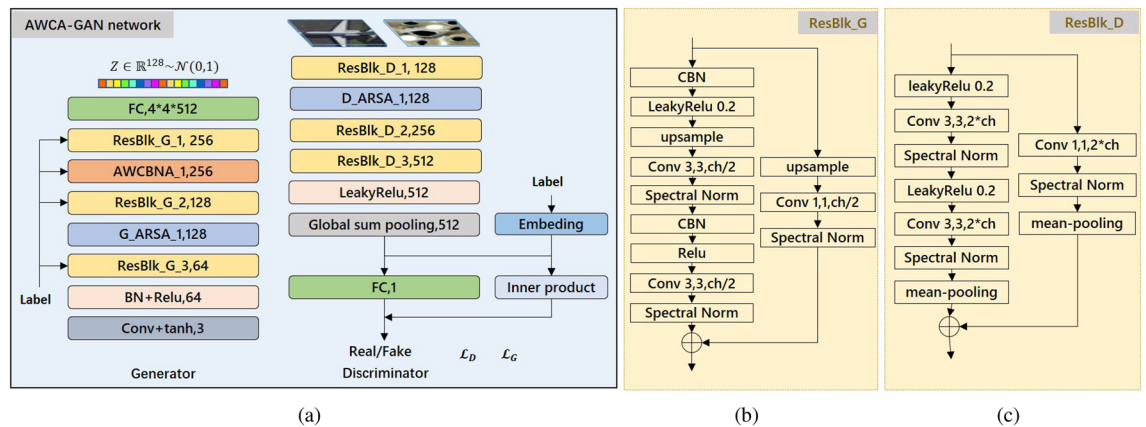 AWCA-GAN network
Z ∈ ℝ¹²⁸~𝒩(0,1)
FC,4*4*512
ResBlk_G_1, 256
AWCBNA_1,256
ResBlk_G_2,128
G_ARSA_1,128
ResBlk_G_3,64
Label
BN+Relu,64
Conv+tanh,3
Generator
ResBlk_D_1, 128
D_ARSA_1,128
ResBlk_D_2,256
ResBlk_D_3,512
LeakyRelu,512
Label
Global sum pooling,512
Embeding
FC,1
Inner product
Real/Fake
ℒ_D ℒ_G
Discriminator
(a)
ResBlk_G
CBN
LeakyRelu 0.2
upsample
Conv 3,3,ch/2
Spectral Norm
CBN
Relu
Conv 3,3,ch/2
Spectral Norm
upsample
Conv 1,1,ch/2
Spectral Norm
(b)
ResBlk_D
leakyRelu 0.2
Conv 3,3,2*ch
Spectral Norm
LeakyRelu 0.2
Conv 3,3,2*ch
Spectral Norm
mean-pooling
Conv 1,1,2*ch
Spectral Norm
mean-pooling
(c)